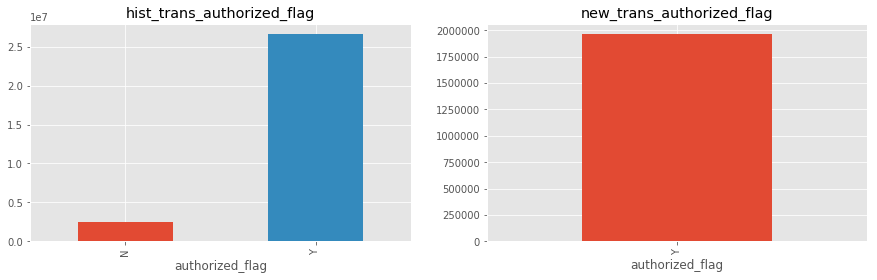 hist_trans_authorized_flag
1e7
2.5
2.0
1.5
1.0
0.5
0.0
N
Y
authorized_flag
new_trans_authorized_flag
2000000
1750000
1500000
1250000
1000000
750000
500000
250000
0
Y
authorized_flag